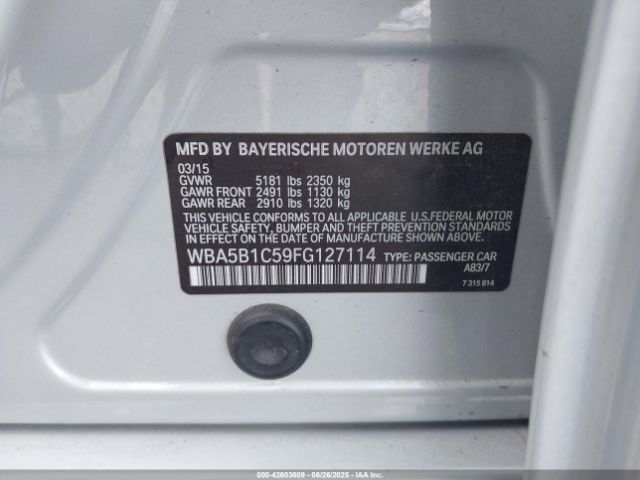 MFD BY BAYERISCHE MOTOREN WERKE AG
03/15
GVWR 5181 lbs 2350 kg
GAWR FRONT 2491 lbs 1130 kg
GAWR REAR 2910 lbs 1320 kg
THIS VEHICLE CONFORMS TO ALL APPLICABLE U.S.FEDERAL MOTOR
VEHICLE SAFETY, BUMPER AND THEFT PREVENTION STANDARDS
IN EFFECT ON THE DATE OF MANUFACTURE SHOWN ABOVE.
WBA5B1C59FG127114 TYPE: PASSENGER CAR
A83/7
7 315 814
000-42603609 - 06/26/2025 - IAAI.COM